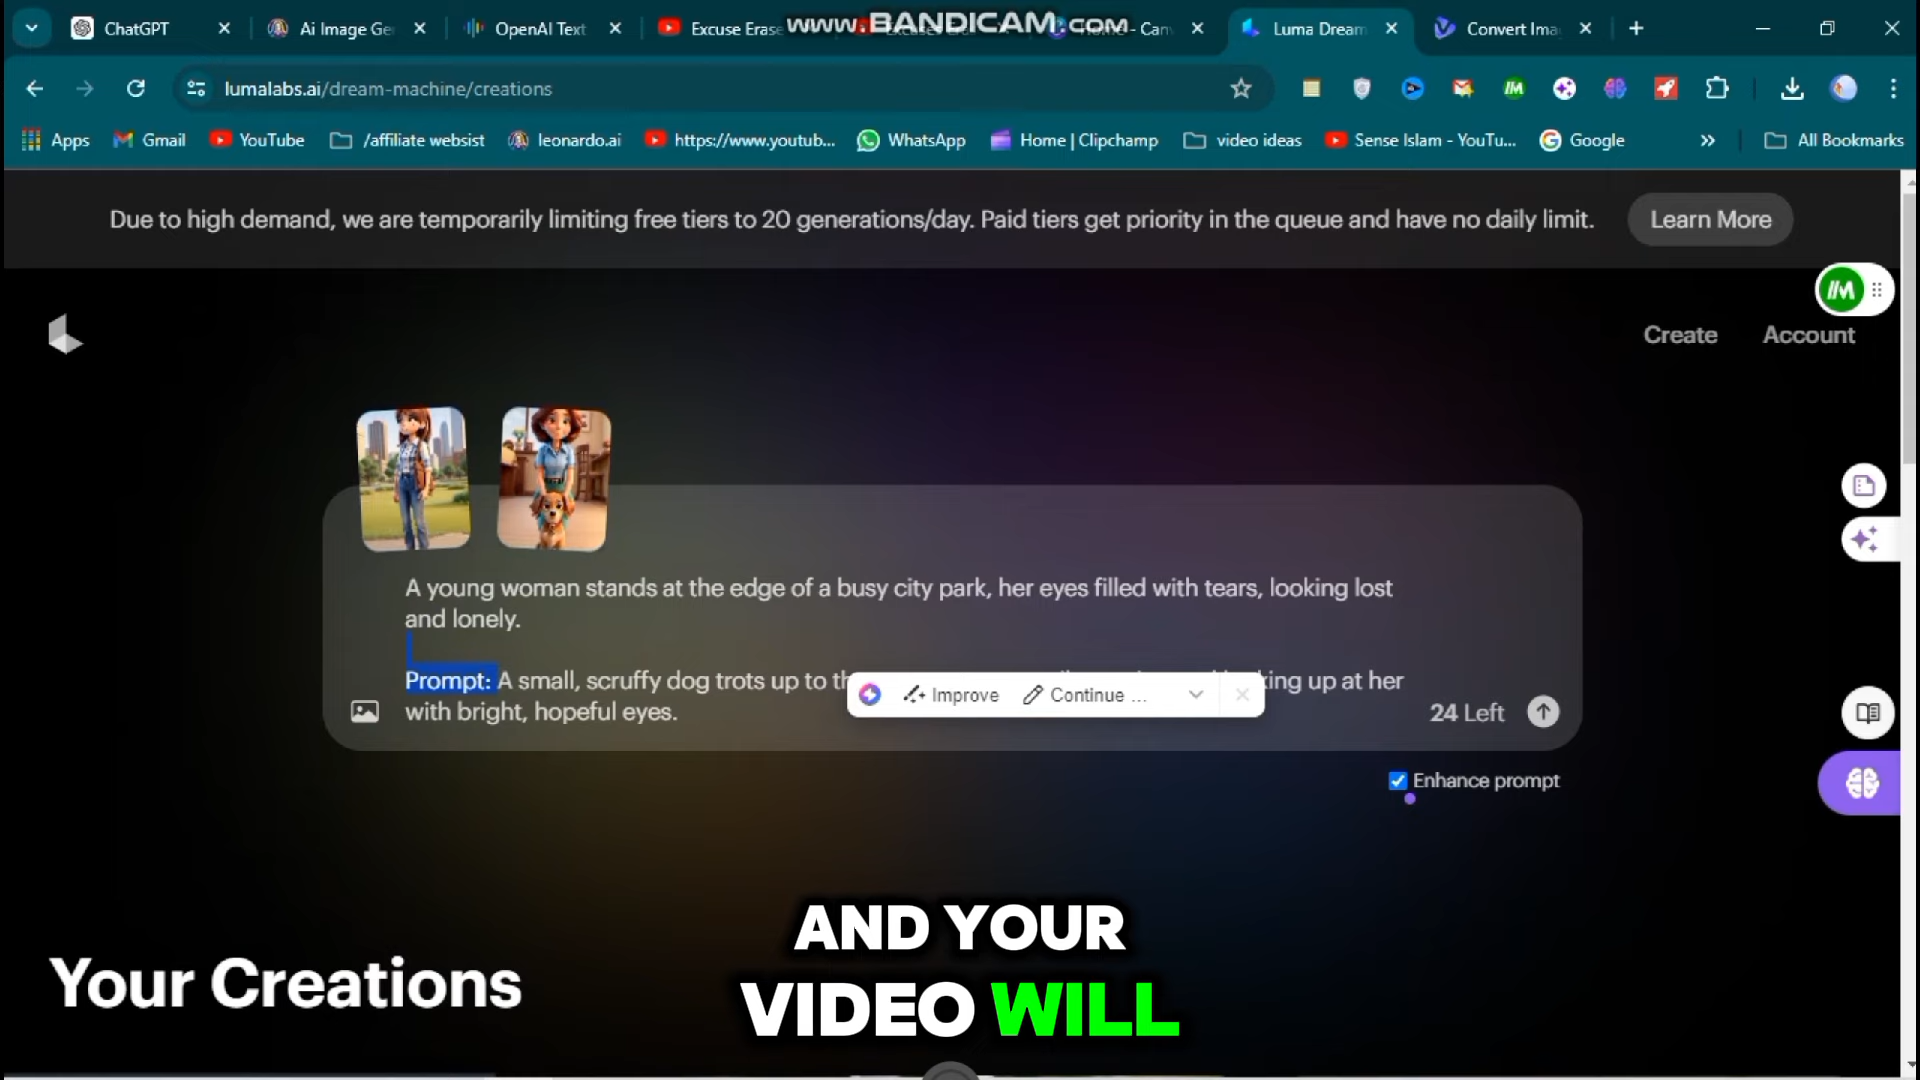 ChatGPT
Ai Image Ge
OpenAI Text
Excuse Eras
www.BANDICAM.com
Home - Can
Luma Dream
Convert Ima
lumalabs.ai/dream-machine/creations
Apps
Gmail
YouTube
/affiliate websist
leonardo.ai
https://www.youtub...
WhatsApp
Home | Clipchamp
video ideas
Sense Islam - YouTu...
Google
All Bookmarks
Due to high demand, we are temporarily limiting free tiers to 20 generations/day. Paid tiers get priority in the queue and have no daily limit.
Learn More
Create
Account
A young woman stands at the edge of a busy city park, her eyes filled with tears, looking lost
and lonely.
Prompt: A small, scruffy dog trots up to
king up at her
Improve
Continue ...
with bright, hopeful eyes.
24 Left
Enhance prompt
Your Creations
AND YOUR
VIDEO WILL